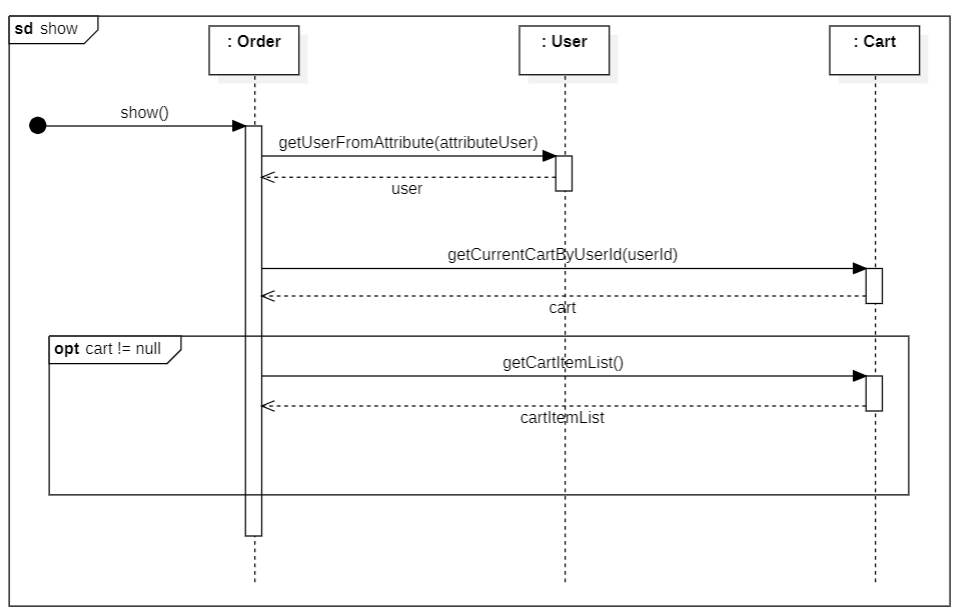 sd show
: Order
: User
: Cart
show()
getUserFromAttribute(attributeUser)
user
getCurrentCartByUserId(userId)
cart
opt cart != null
getCartItemList()
cartItemList